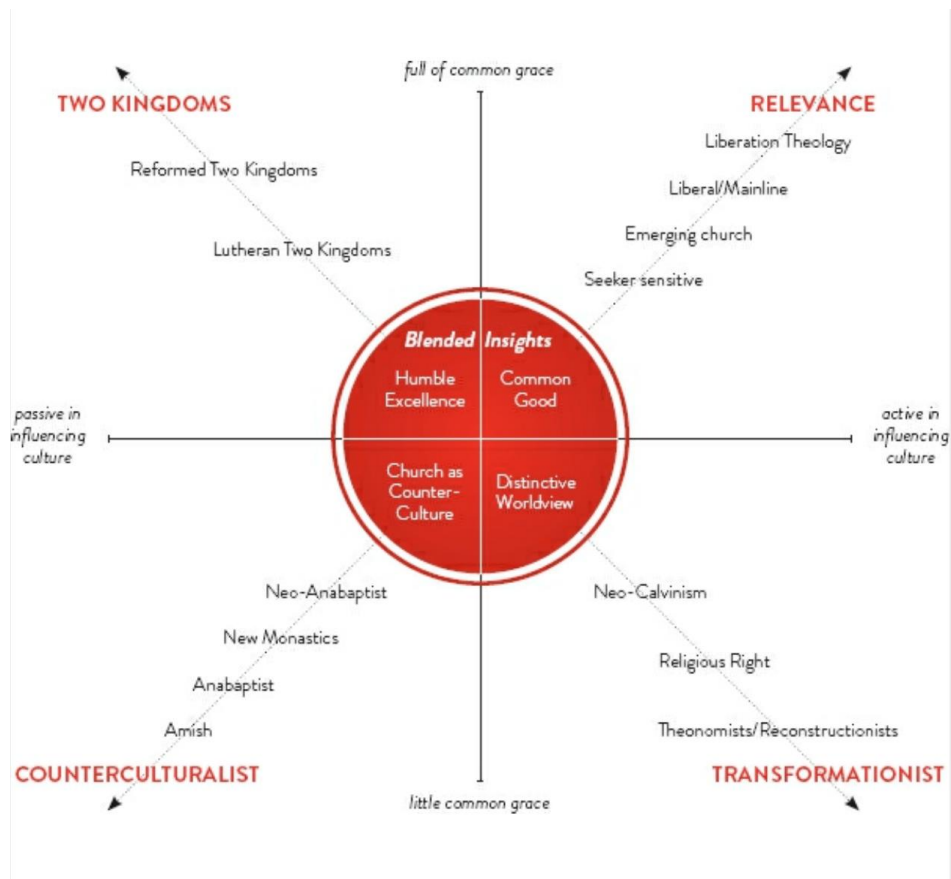 full of common grace
TWO KINGDOMS
RELEVANCE
Liberation Theology
Reformed Two Kingdoms
Liberal/Mainline
Emerging church
Lutheran Two Kingdoms
Seeker sensitive
Blended Insights
Humble
Excellence
Common
Good
passive in
influencing
culture
active in
influencing
culture
Church as
Counter-
Culture
Distinctive
Worldview
Neo-Anabaptist
Neo-Calvinism
New Monastics
Religious Right
Anabaptist
Amish
Theonomists/Reconstructionists
COUNTERCULTURALIST
TRANSFORMATIONIST
little common grace